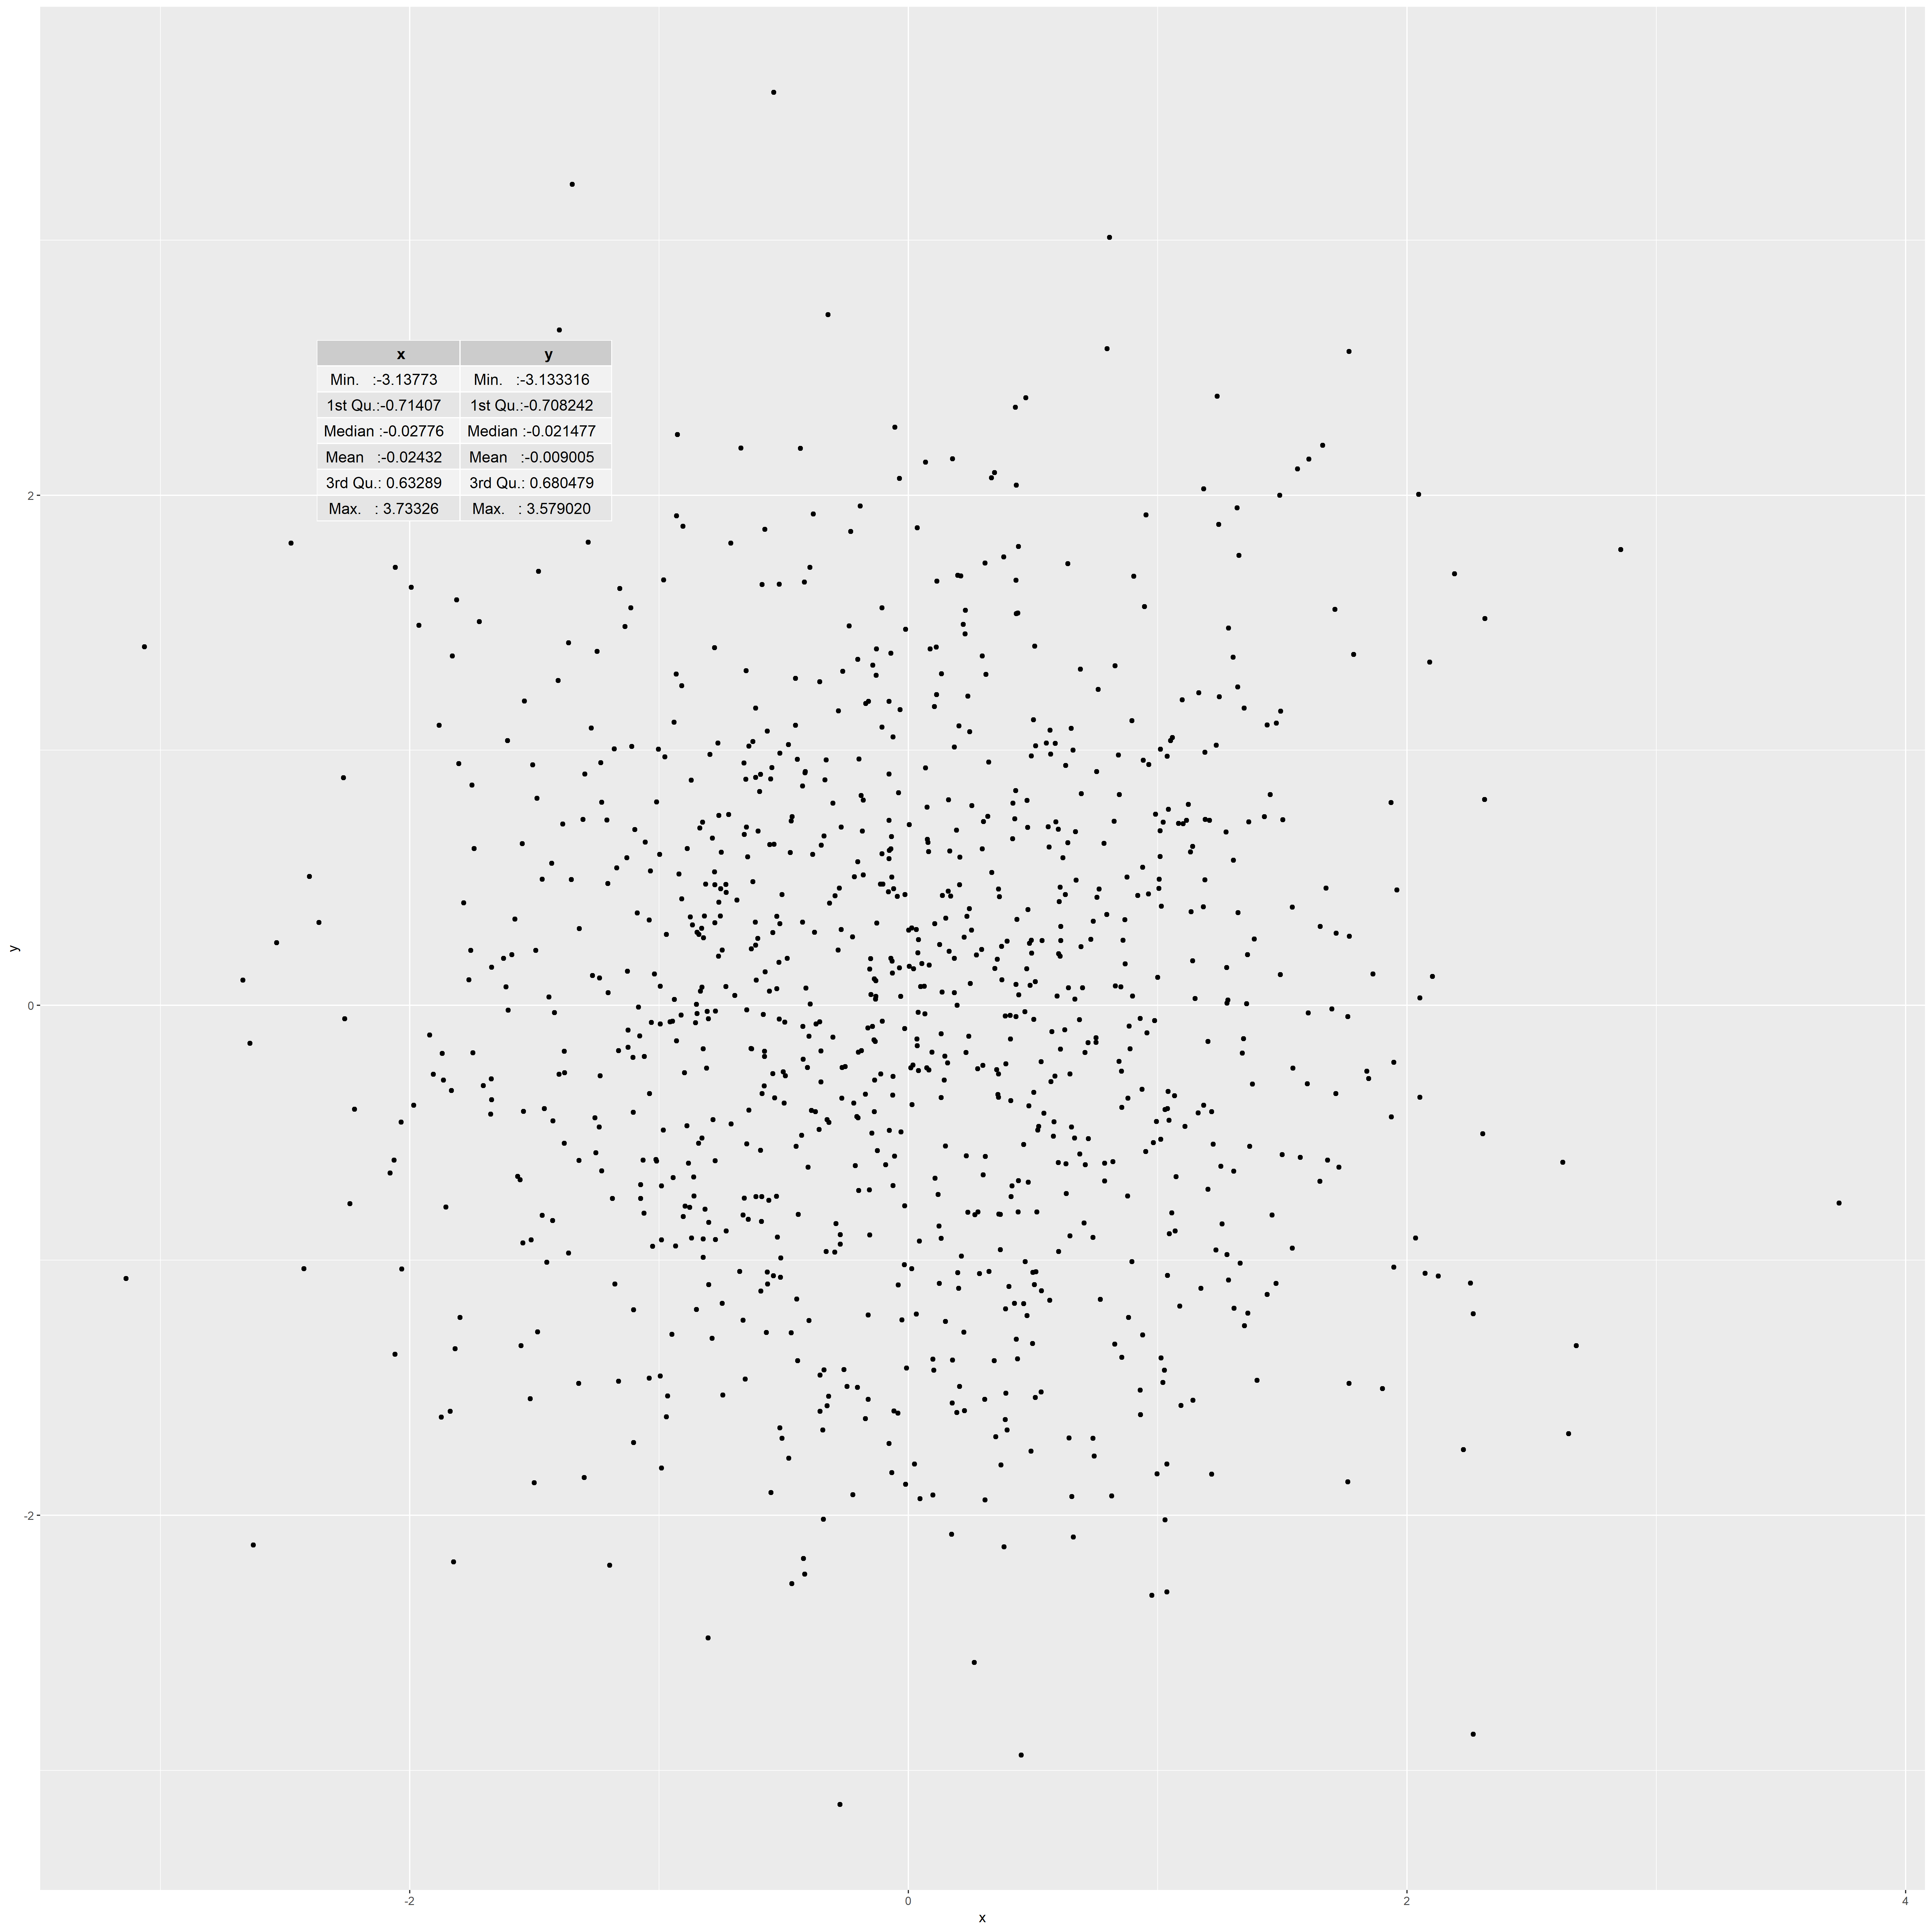 x y
Min. :-3.13773 Min. :-3.133316
1st Qu.:-0.71407 1st Qu.:-0.708242
Median :-0.02776 Median :-0.021477
Mean :-0.02432 Mean :-0.009005
3rd Qu.: 0.63289 3rd Qu.: 0.680479
Max. : 3.73326 Max. : 3.579020
2
y
0
-2
-2 0 2 4
x